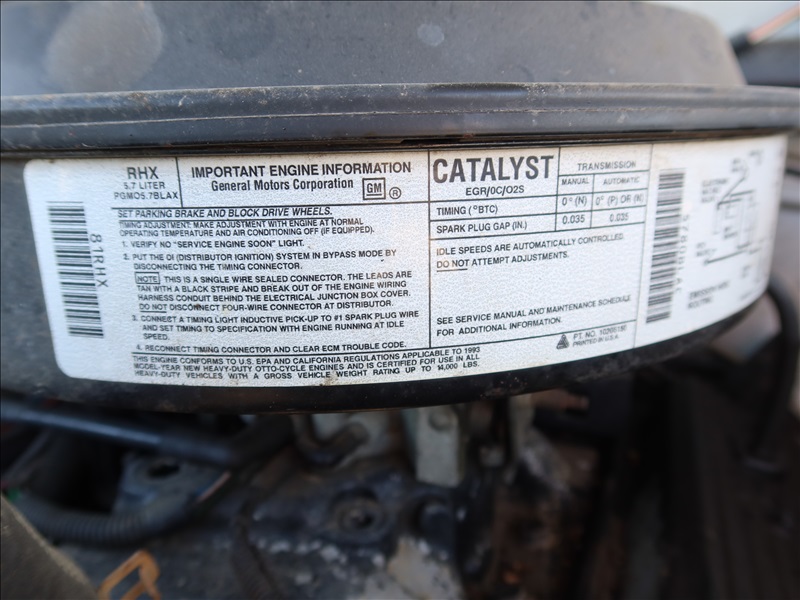 RHX
5.7 LITER
PGM05.7BLAX
81RHX
IMPORTANT ENGINE INFORMATION
General Motors Corporation GM ®
SET PARKING BRAKE AND BLOCK DRIVE WHEELS.
TIMING ADJUSTMENT: MAKE ADJUSTMENT WITH ENGINE AT NORMAL
OPERATING TEMPERATURE AND AIR CONDITIONING OFF (IF EQUIPPED).
1. VERIFY NO "SERVICE ENGINE SOON" LIGHT.
2. PUT THE DI (DISTRIBUTOR IGNITION) SYSTEM IN BYPASS MODE BY
DISCONNECTING THE TIMING CONNECTOR.
NOTE THIS IS A SINGLE WIRE SEALED CONNECTOR. THE LEADS ARE
TAN WITH A BLACK STRIPE AND BREAK OUT OF THE ENGINE WIRING
HARNESS CONDUIT BEHIND THE ELECTRICAL JUNCTION BOX COVER.
DO NOT DISCONNECT FOUR-WIRE CONNECTOR AT DISTRIBUTOR.
3. CONNECT A TIMING LIGHT INDUCTIVE PICK-UP TO #1 SPARK PLUG WIRE
AND SET TIMING TO SPECIFICATION WITH ENGINE RUNNING AT IDLE
SPEED.
4. RECONNECT TIMING CONNECTOR AND CLEAR ECM TROUBLE CODE.
THIS ENGINE CONFORMS TO U.S. EPA AND CALIFORNIA REGULATIONS APPLICABLE TO 1993
MODEL-YEAR NEW HEAVY-DUTY OTTO-CYCLE ENGINES AND IS CERTIFIED FOR USE IN ALL
HEAVY-DUTY VEHICLES WITH A GROSS VEHICLE WEIGHT RATING UP TO 14,000 LBS.
CATALYST
EGR/OC/O2S
TRANSMISSION
MANUAL AUTOMATIC
TIMING (°BTC) 0° (N) 0° (P) OR (N)
SPARK PLUG GAP (IN.) 0.035 0.035
IDLE SPEEDS ARE AUTOMATICALLY CONTROLLED.
DO NOT ATTEMPT ADJUSTMENTS.
SEE SERVICE MANUAL AND MAINTENANCE SCHEDULE
FOR ADDITIONAL INFORMATION.
PT. NO.
PRINTED IN U.S.A.